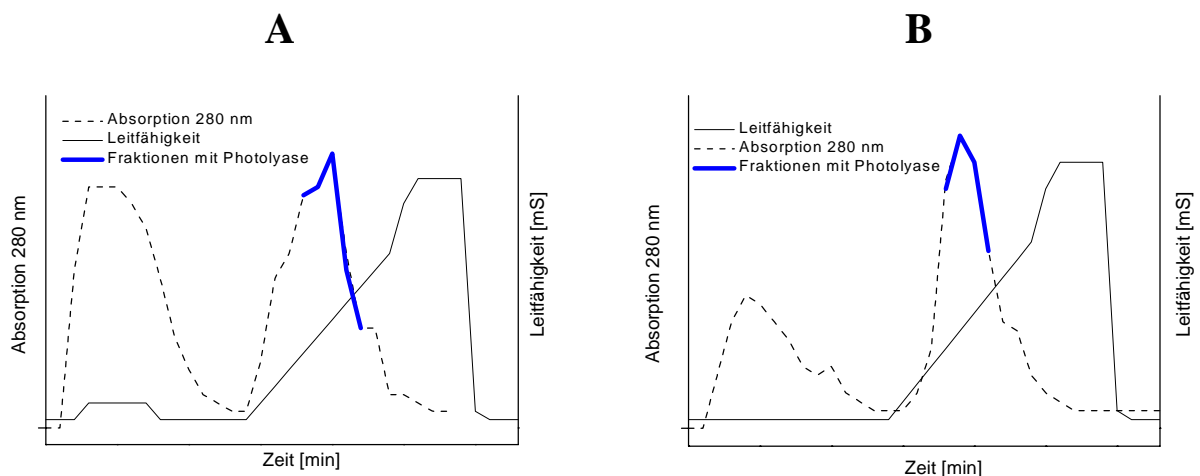 A
Absorption 280 nm
Leitfähigkeit
Fraktionen mit Photolyase
Absorption 280 nm
Leitfähigkeit [mS]
Zeit [min]
B
Leitfähigkeit
Absorption 280 nm
Fraktionen mit Photolyase
Absorption 280 nm
Leitfähigkeit [mS]
Zeit [min]